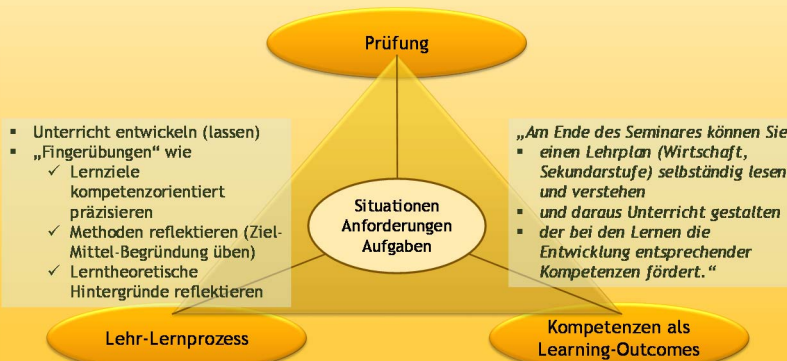 Prüfung
▪ Unterricht entwickeln (lassen)
▪ „Fingerübungen“ wie
✓ Lernziele
kompetenzorientiert
präzisieren
✓ Methoden reflektieren (Ziel-
Mittel-Begründung üben)
✓ Lerntheoretische
Hintergründe reflektieren
Situationen
Anforderungen
Aufgaben
„Am Ende des Seminares können Sie
▪ einen Lehrplan (Wirtschaft,
Sekundarstufe) selbständig lesen
und verstehen
▪ und daraus Unterricht gestalten
▪ der bei den Lernen die
Entwicklung entsprechender
Kompetenzen fördert.“
Lehr-Lernprozess
Kompetenzen als
Learning-Outcomes